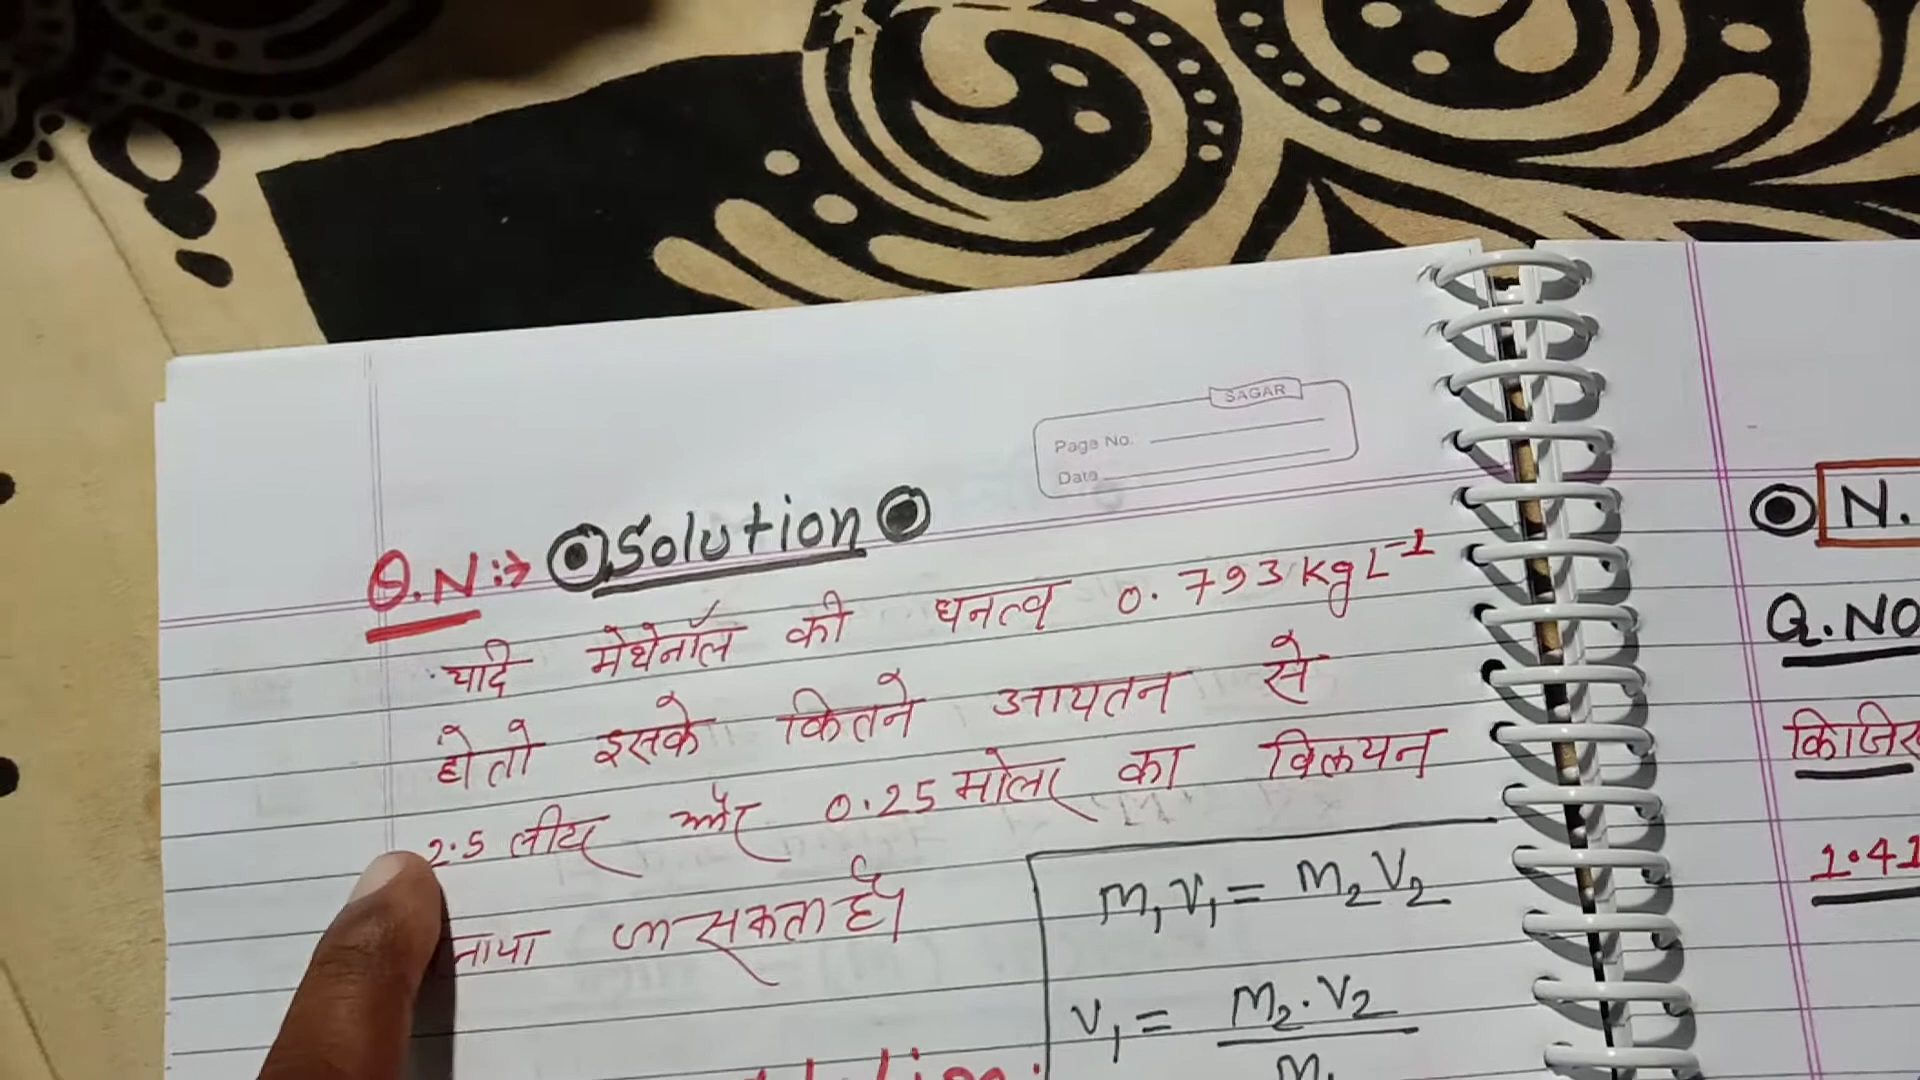 SAGAR
Page No.
Date
Solution
Q.N:→
यदि मेथेनॉल की घनत्व 0.793 kg L⁻¹
हो तो इसके कितने आयतन से
2.5 लीटर और 0.25 मोलर का विलयन
जा सकता है।
m₁V₁ = m₂V₂
V₁ = m₂.V₂
N.
Q.NO
1.41